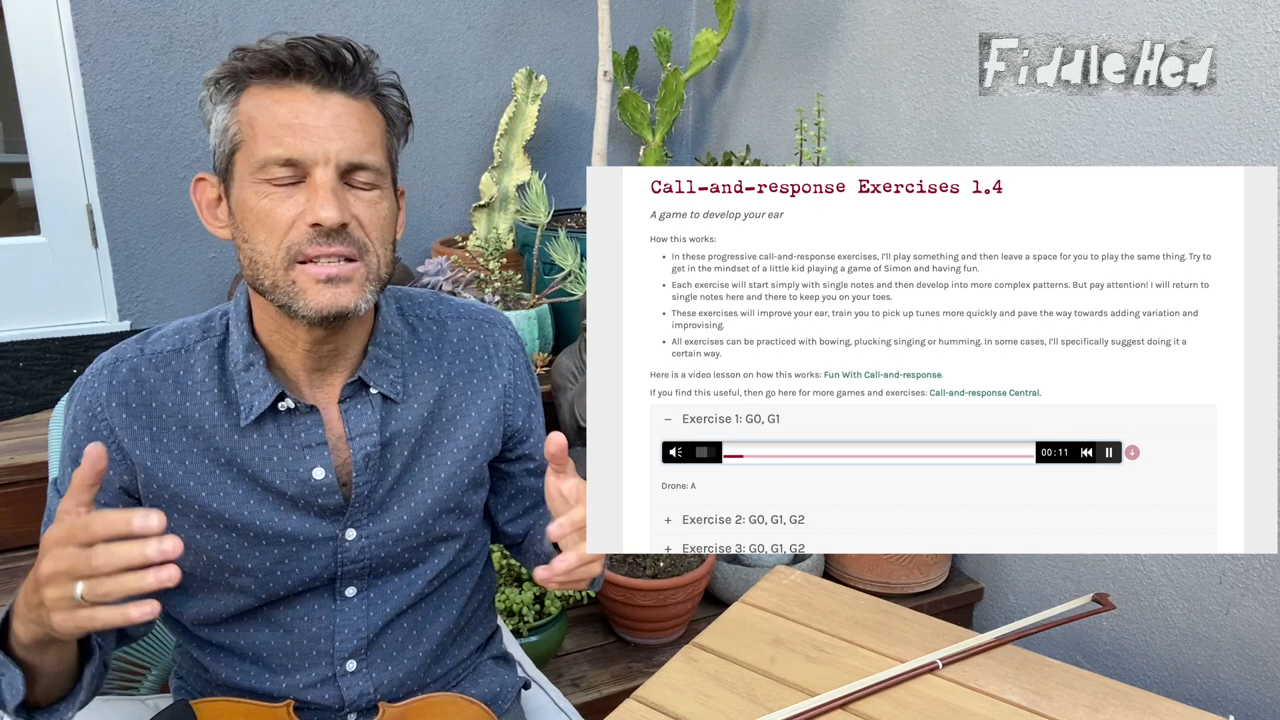 FiddleHed
Call-and-response Exercises 1.4
A game to develop your ear
How this works:
In these progressive call-and-response exercises, I'll play something and then leave a space for you to play the same thing. Try to
get in the mindset of a little kid playing a game of Simon and having fun.
Each exercise will start simply with single notes and then develop into more complex patterns. But pay attention! I will return to
single notes here and there to keep you on your toes.
These exercises will improve your ear, train you to pick up tunes more quickly and pave the way towards adding variation and
improvising.
All exercises can be practiced with bowing, plucking singing or humming. In some cases, I'll specifically suggest doing it a
certain way.
Here is a video lesson on how this works: Fun With Call-and-response.
If you find this useful, then go here for more games and exercises: Call-and-response Central.
− Exercise 1: G0, G1
00:11
Drone: A
+ Exercise 2: G0, G1, G2
+ Exercise 3: G0, G1, G2